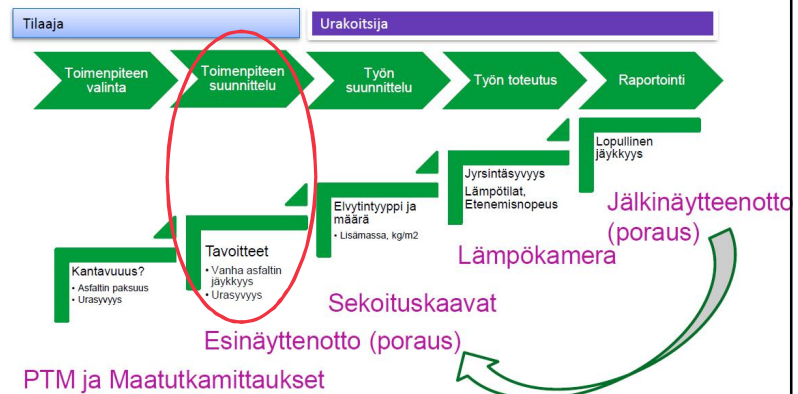 Tilaaja
Urakoitsija
Toimenpiteen
valinta
Toimenpiteen
suunnittelu
Työn
suunnittelu
Työn toteutus
Raportointi
Kantavuuus?
• Asfaltin paksuus
• Urasyvyys
Tavoitteet
• Vanha asfaltin
jäykkyys
• Urasyvyys
Elvytintyyppi ja
määrä
• Lisämassa, kg/m2
Jyrsintäsyvyys
Lämpötilat,
Etenemisnopeus
Lopullinen
jäykkyys
PTM ja Maatutkamittaukset
Esinäyttenotto (poraus)
Sekoituskaavat
Lämpökamera
Jälkinäytteenotto
(poraus)